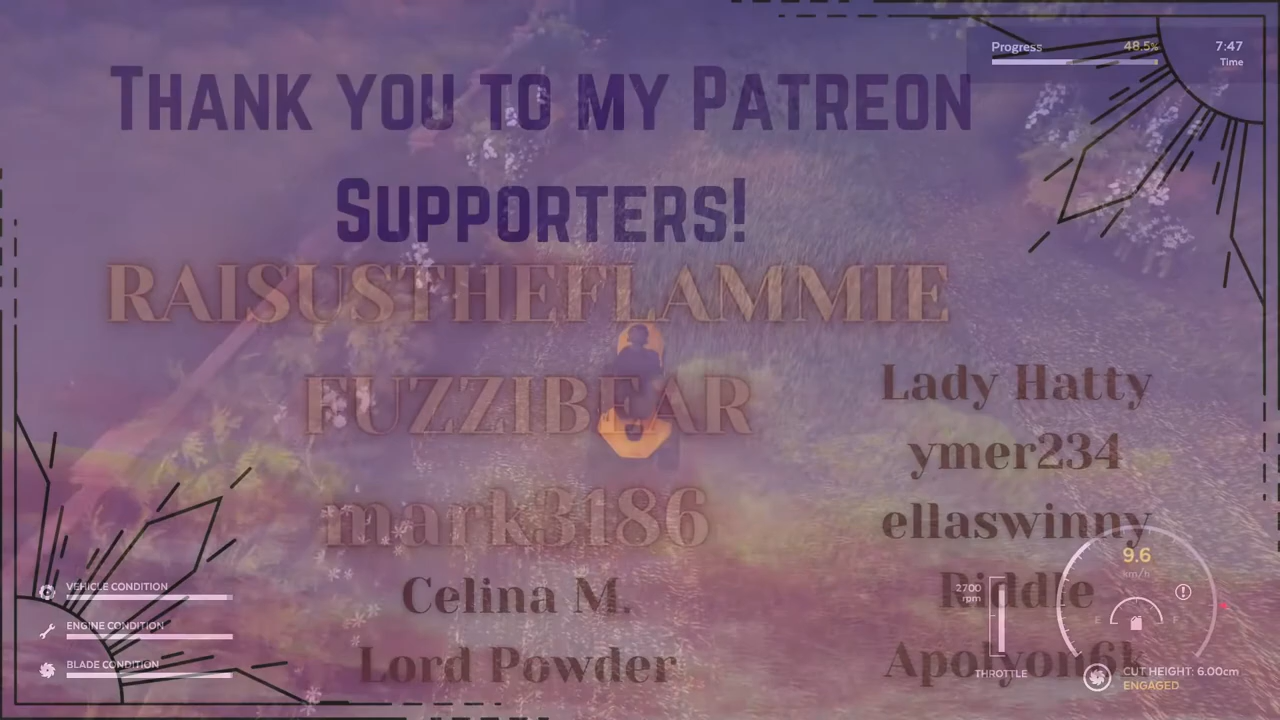 Progress 48.5% 7:47
Time
THANK YOU TO MY PATREON
SUPPORTERS!
RAISUSTHEFLAMMIE
FUZZIBEAR
mark3186
Celina M.
Lord Powder
Lady Hatty
ymer234
ellaswinny
Riddle
Apollyon6k
VEHICLE CONDITION
ENGINE CONDITION
BLADE CONDITION
2700
rpm
THROTTLE
9.6
km/h
E F
CUT HEIGHT: 6.00cm
ENGAGED